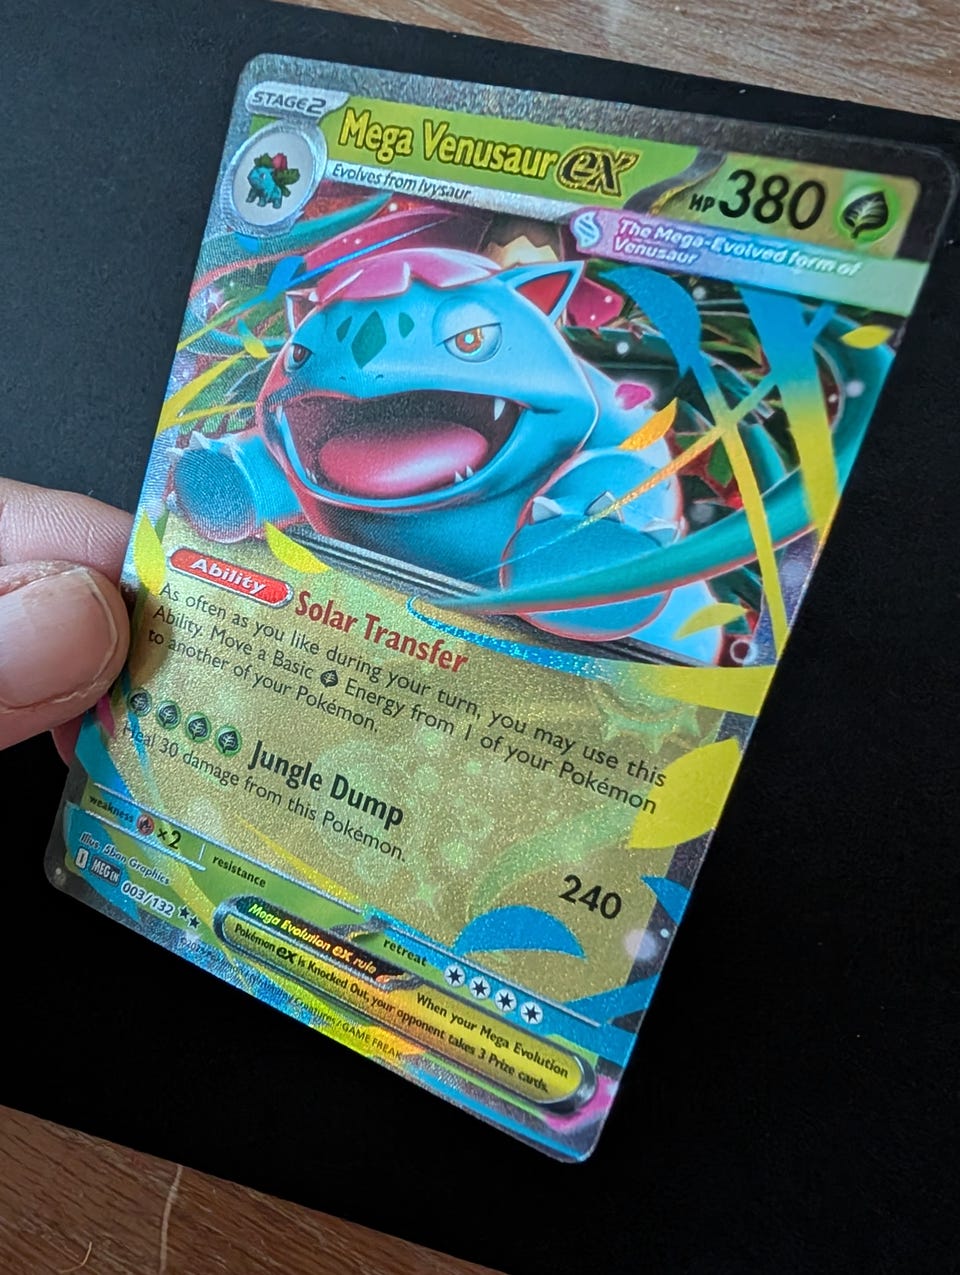 STAGE2
Mega Venusaur ex
HP 380
Evolves from Ivysaur
The Mega-Evolved form of
Venusaur
Ability Solar Transfer
As often as you like during your turn, you may use this
Ability. Move a Basic Energy from 1 of your Pokémon
to another of your Pokémon.
Jungle Dump
240
Heal 30 damage from this Pokémon.
weakness ×2
resistance
retreat
Illus. 5ban Graphics
MEG EN 003/132
Mega Evolution ex rule
When your Mega Evolution
Pokémon ex is Knocked Out, your opponent takes 3 Prize cards.
Creatures / GAME FREAK